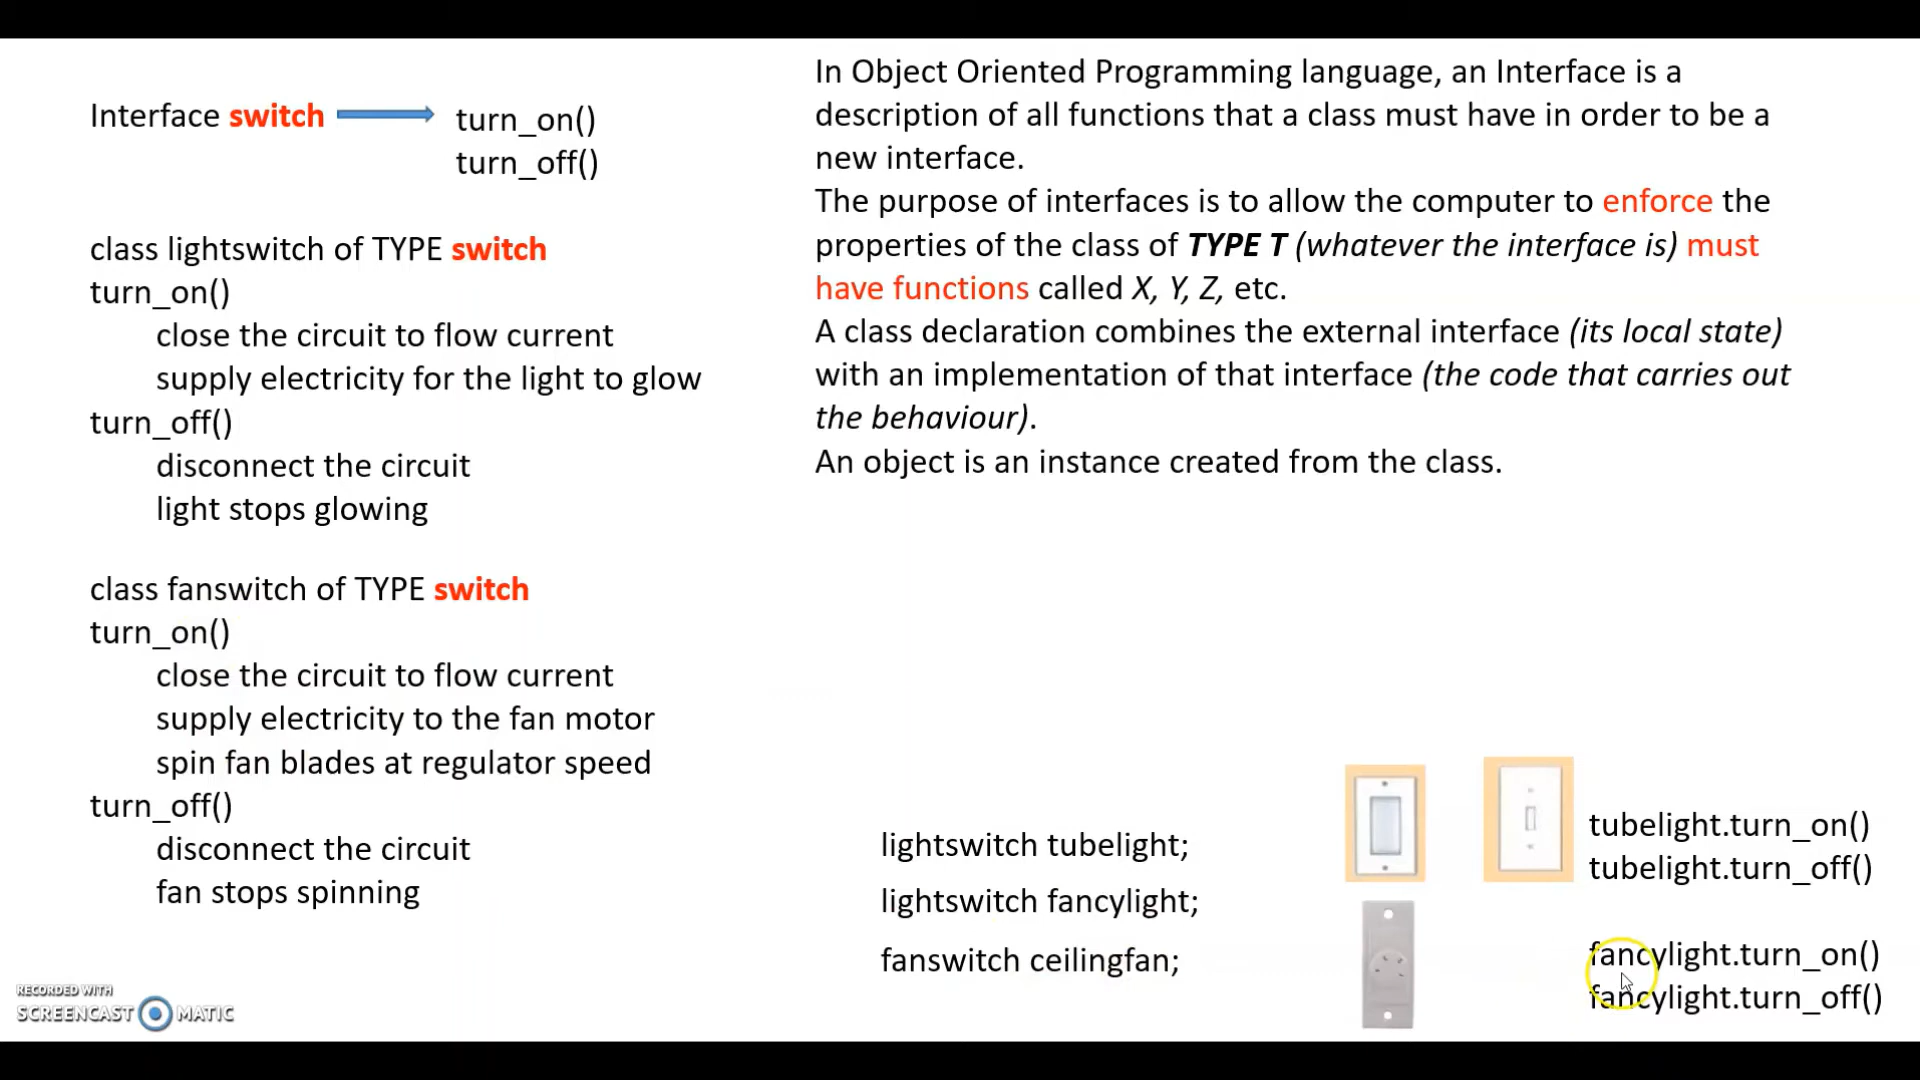 Interface switch
turn_on()
turn_off()
class lightswitch of TYPE switch
turn_on()
close the circuit to flow current
supply electricity for the light to glow
turn_off()
disconnect the circuit
light stops glowing
class fanswitch of TYPE switch
turn_on()
close the circuit to flow current
supply electricity to the fan motor
spin fan blades at regulator speed
turn_off()
disconnect the circuit
fan stops spinning
In Object Oriented Programming language, an Interface is a
description of all functions that a class must have in order to be a
new interface.
The purpose of interfaces is to allow the computer to enforce the
properties of the class of TYPE T (whatever the interface is) must
have functions called X, Y, Z, etc.
A class declaration combines the external interface (its local state)
with an implementation of that interface (the code that carries out
the behaviour).
An object is an instance created from the class.
lightswitch tubelight;
lightswitch fancylight;
fanswitch ceilingfan;
tubelight.turn_on()
tubelight.turn_off()
fancylight.turn_on()
fancylight.turn_off()
RECORDED WITH
SCREENCAST MATIC